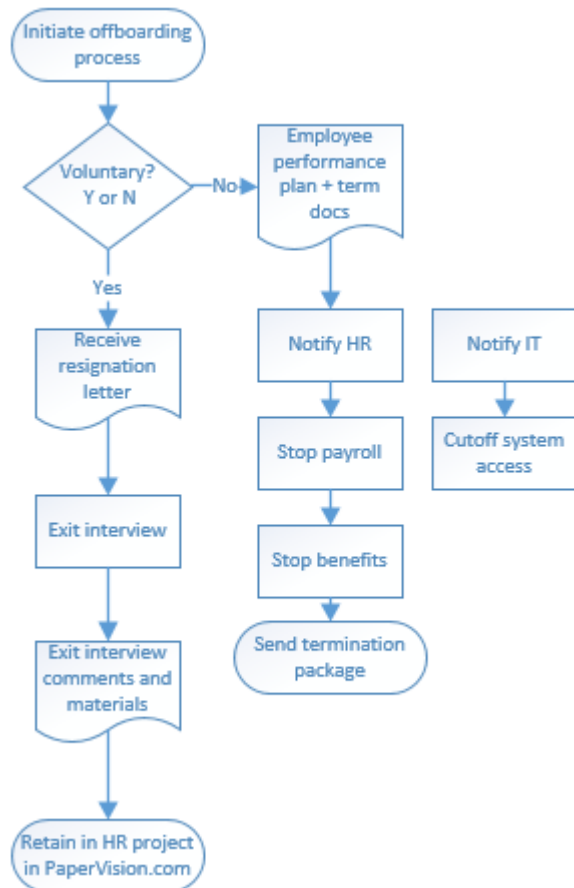 Initiate offboarding
process
Voluntary?
Y or N
No
Employee
performance
plan + term
docs
Yes
Receive
resignation
letter
Notify HR
Notify IT
Stop payroll
Cutoff system
access
Exit interview
Stop benefits
Send termination
package
Exit interview
comments and
materials
Retain in HR project
in PaperVision.com